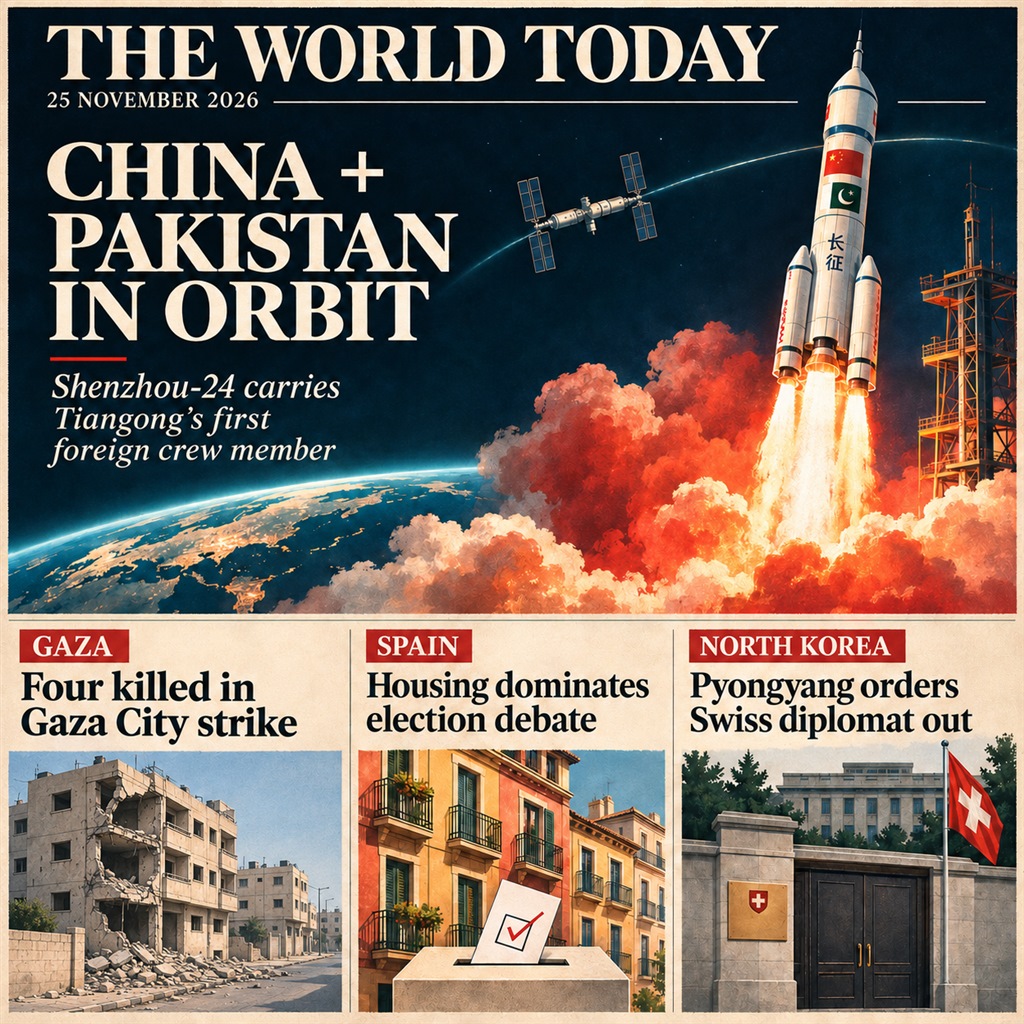 THE WORLD TODAY
25 NOVEMBER 2026
CHINA +
PAKISTAN
IN ORBIT
Shenzhou-24 carries
Tiangong’s first
foreign crew member
长
征
GAZA
Four killed in
Gaza City strike
SPAIN
Housing dominates
election debate
NORTH KOREA
Pyongyang orders
Swiss diplomat out